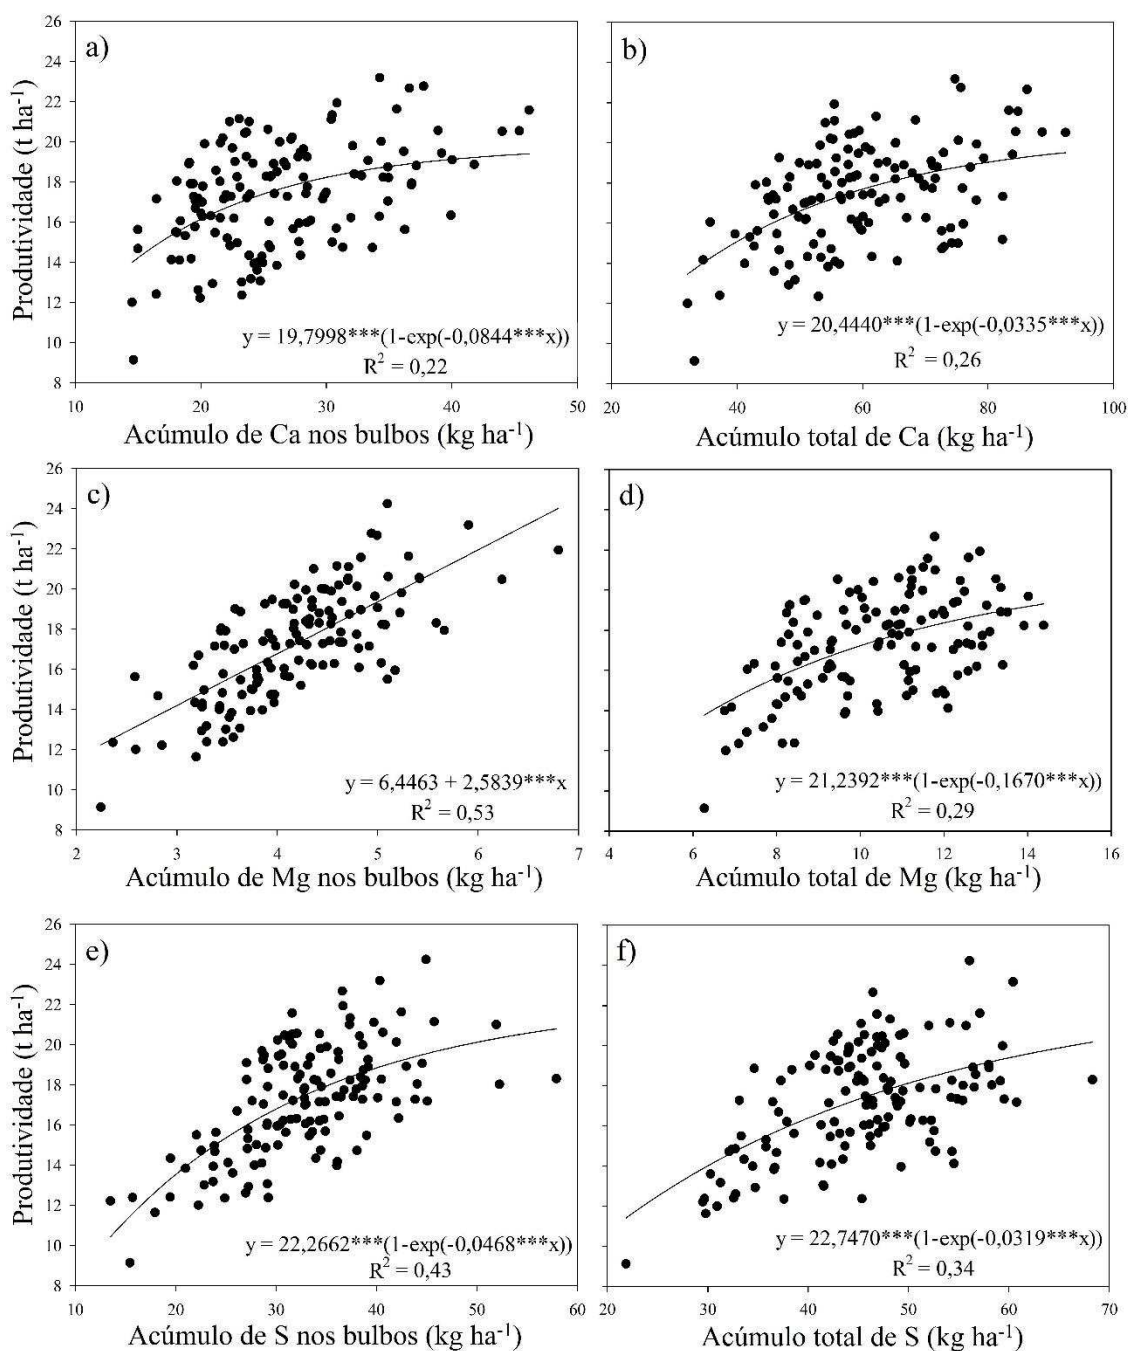 a)
Produtividade (t ha⁻¹)
26
24
22
20
18
16
14
12
10
8
y = 19,7998***(1-exp(-0,0844***x))
R² = 0,22
10 20 30 40 50
Acúmulo de Ca nos bulbos (kg ha⁻¹)
b)
y = 20,4440***(1-exp(-0,0335***x))
R² = 0,26
20 40 60 80 100
Acúmulo total de Ca (kg ha⁻¹)
c)
Produtividade (t ha⁻¹)
26
24
22
20
18
16
14
12
10
8
y = 6,4463 + 2,5839***x
R² = 0,53
2 3 4 5 6 7
Acúmulo de Mg nos bulbos (kg ha⁻¹)
d)
y = 21,2392***(1-exp(-0,1670***x))
R² = 0,29
4 6 8 10 12 14 16
Acúmulo total de Mg (kg ha⁻¹)
e)
Produtividade (t ha⁻¹)
26
24
22
20
18
16
14
12
10
8
y = 22,2662***(1-exp(-0,0468***x))
R² = 0,43
10 20 30 40 50 60
Acúmulo de S nos bulbos (kg ha⁻¹)
f)
y = 22,7470***(1-exp(-0,0319***x))
R² = 0,34
20 30 40 50 60 70
Acúmulo total de S (kg ha⁻¹)